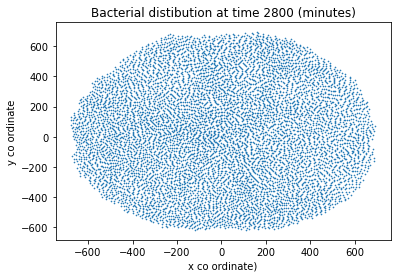 Bacterial distibution at time 2800 (minutes)
y co ordinate
600
400
200
0
−200
−400
−600
−600 −400 −200 0 200 400 600
x co ordinate)